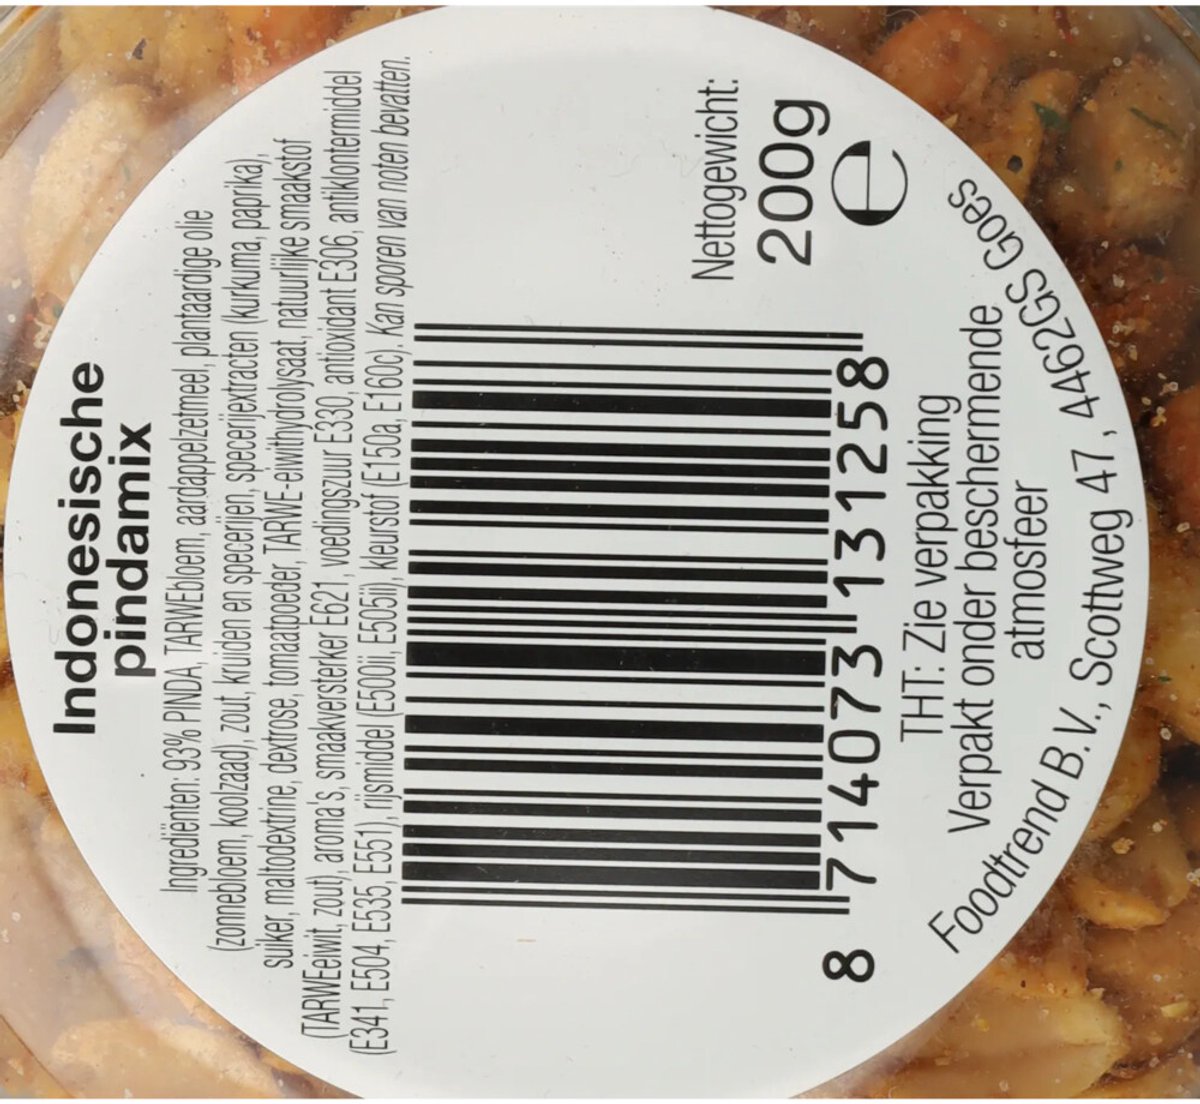 Indonesische
pindamix
Ingrediënten: 93% PINDA, TARWEbloem, aardappelzetmeel, plantaardige olie
(zonnebloem, koolzaad), zout, kruiden en specerijen, specerijextracten (kurkuma, paprika),
suiker, maltodextrine, dextrose, tomaatpoeder, TARWE-eiwithydrolysaat, natuurlijke smaakstof
(TARWEeiwit, zout), aroma's, smaakversterker E621, voedingszuur E330, antioxidant E306, antiklontermiddel
(E341, E504, E535, E551), rijsmiddel (E500ii, E505ii), kleurstof (E150a, E160c). Kan sporen van noten bevatten.
Nettogewicht:
200g
e
8 714073 131258
THT: Zie verpakking
Verpakt onder beschermende
atmosfeer
Foodtrend B.V., Scottweg 47, 4462GS Goes